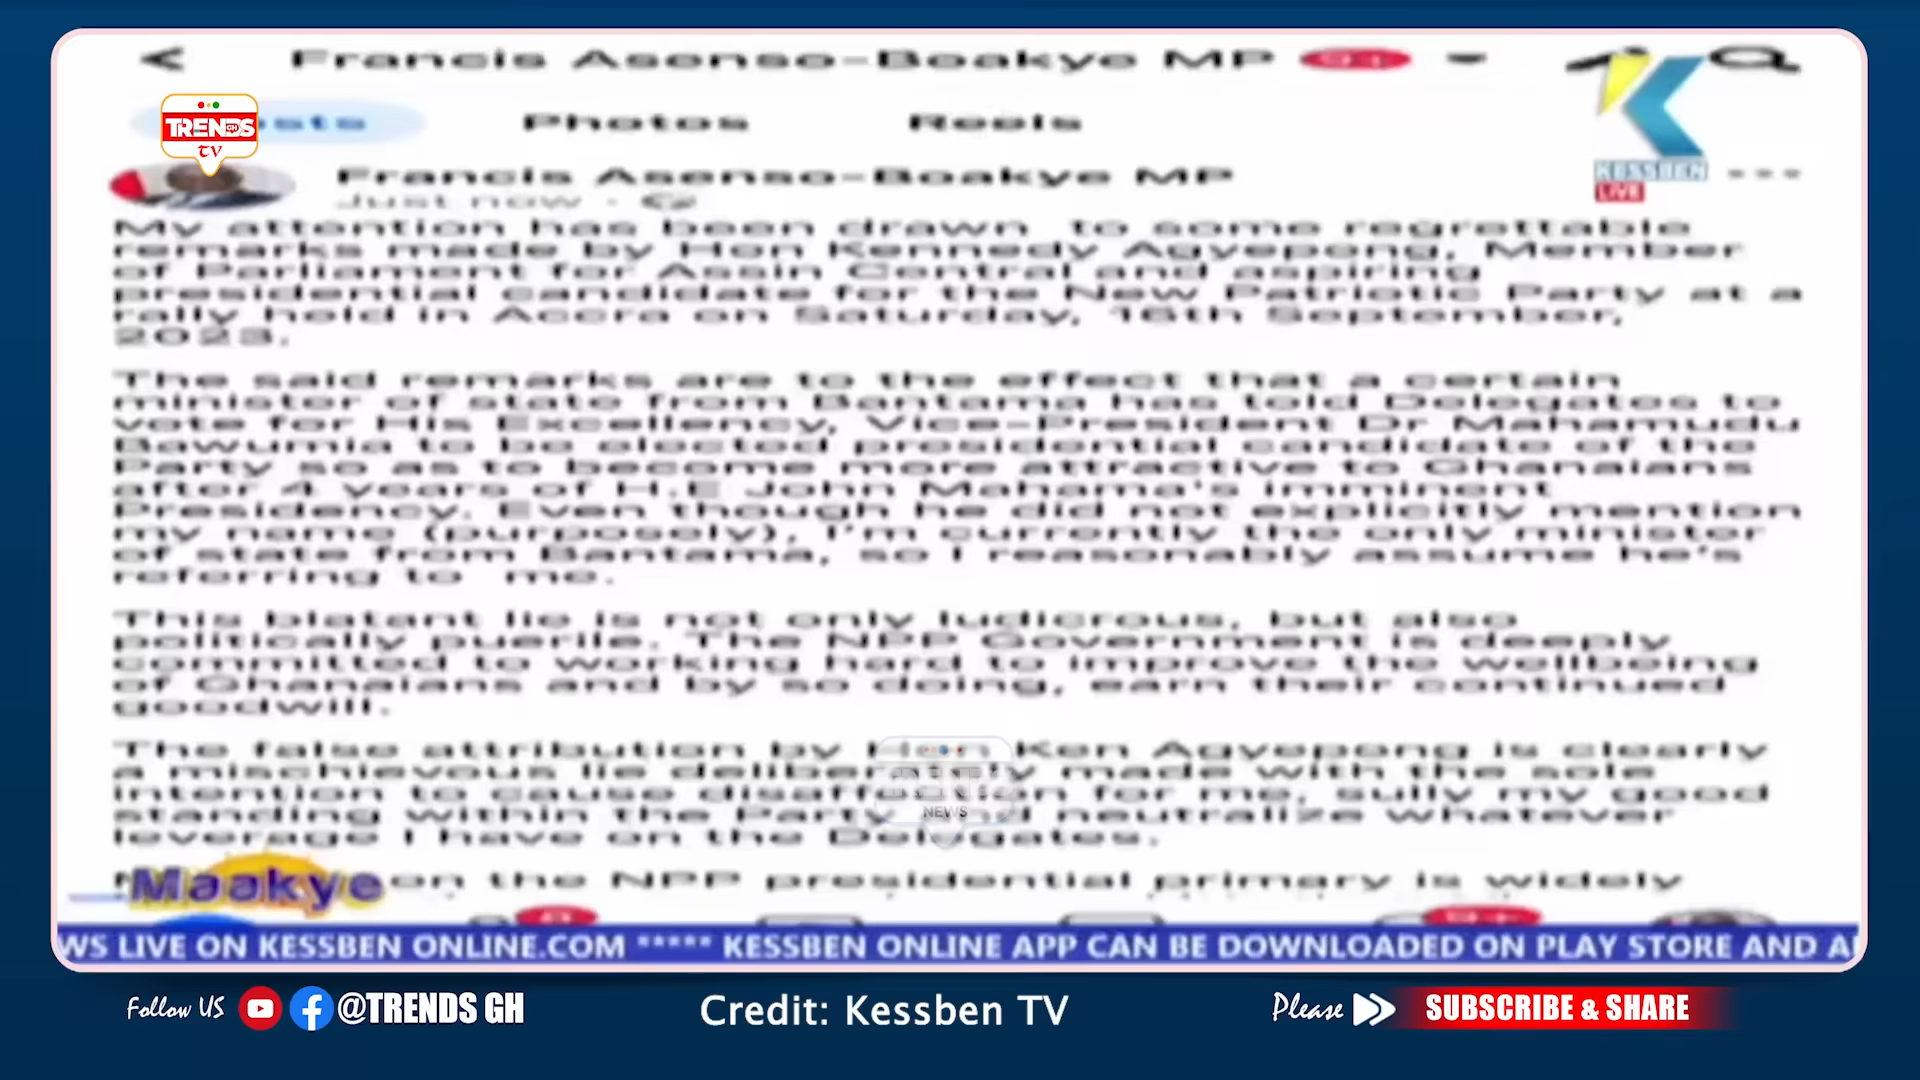 Francis Asenso-Boakye MP 9+
TRENDS GH
TV
Photos
Reels
Francis Asenso-Boakye MP
Just now
KESSBEN
LIVE
My attention has been drawn to some regrettable
remarks made by Hon Kennedy Agyepong, Member
of Parliament for Assin Central and aspiring
presidential candidate for the New Patriotic Party at a
rally held in Accra on Saturday, 16th September,
2023.
The said remarks are to the effect that a certain
minister of state from Bantama has told Delegates to
vote for His Excellency, Vice-President Dr Mahamudu
Bawumia to be elected presidential candidate of the
Party so as to become more attractive to Ghanaians
after 4 years of H.E John Mahama's imminent
Presidency. Even though he did not explicitly mention
my name (purposely), I'm currently the only minister
of state from Bantama, so I reasonably assume he's
referring to me.
This blatant lie is not only ludicrous, but also
politically puerile. The NPP Government is deeply
committed to working hard to improve the wellbeing
of Ghanaians and by so doing, earn their continued
goodwill.
The false attribution by Hon Ken Agyepong is clearly
a mischievous lie deliberately made with the sole
intention to cause disaffection for me, sully my good
standing within the Party and neutralize whatever
leverage I have on the Delegates.
NEWS
Maakye
on the NPP presidential primary is widely
WS LIVE ON KESSBEN ONLINE.COM ***** KESSBEN ONLINE APP CAN BE DOWNLOADED ON PLAY STORE AND
Follow US @TRENDS GH
Credit: Kessben TV
Please SUBSCRIBE & SHARE